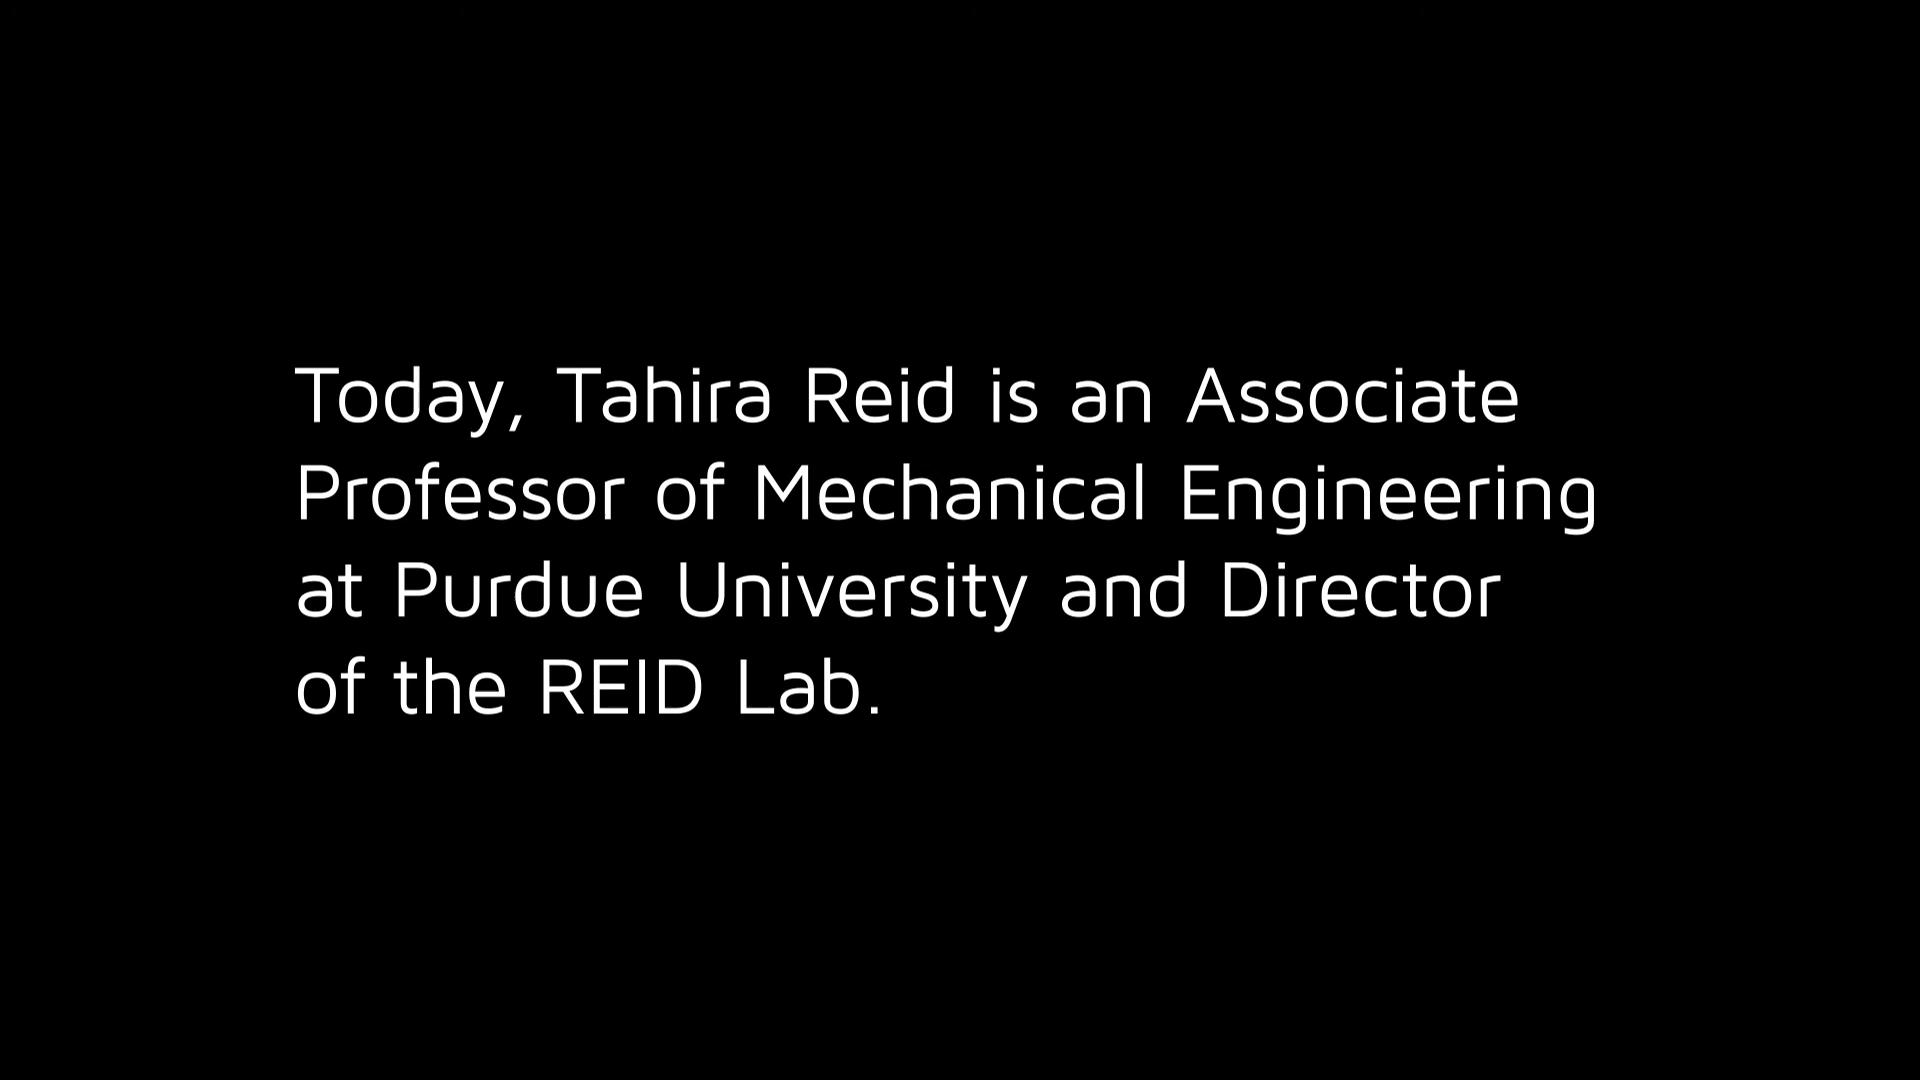 Today, Tahira Reid is an Associate
Professor of Mechanical Engineering
at Purdue University and Director
of the REID Lab.